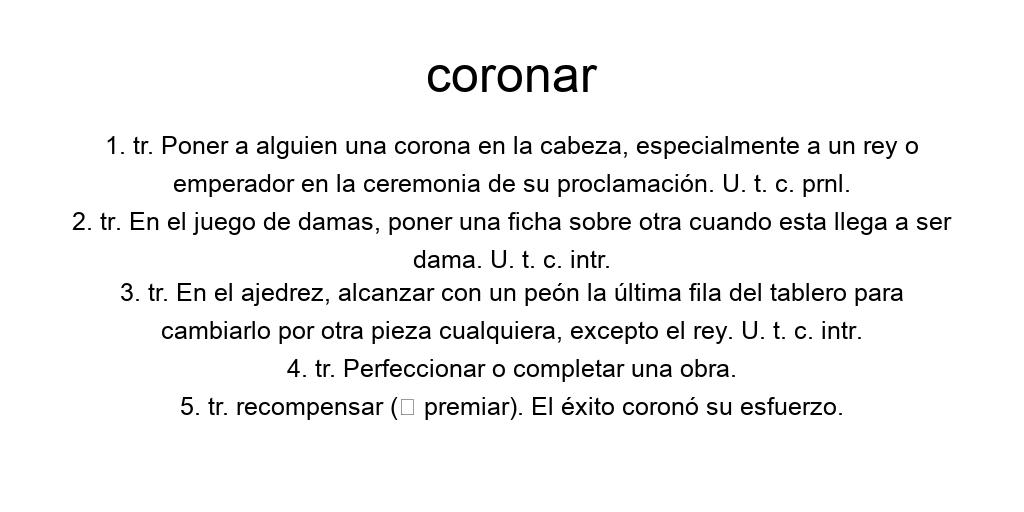 coronar
1. tr. Poner a alguien una corona en la cabeza, especialmente a un rey o
emperador en la ceremonia de su proclamación. U. t. c. prnl.
2. tr. En el juego de damas, poner una ficha sobre otra cuando esta llega a ser
dama. U. t. c. intr.
3. tr. En el ajedrez, alcanzar con un peón la última fila del tablero para
cambiarlo por otra pieza cualquiera, excepto el rey. U. t. c. intr.
4. tr. Perfeccionar o completar una obra.
5. tr. recompensar (□ premiar). El éxito coronó su esfuerzo.